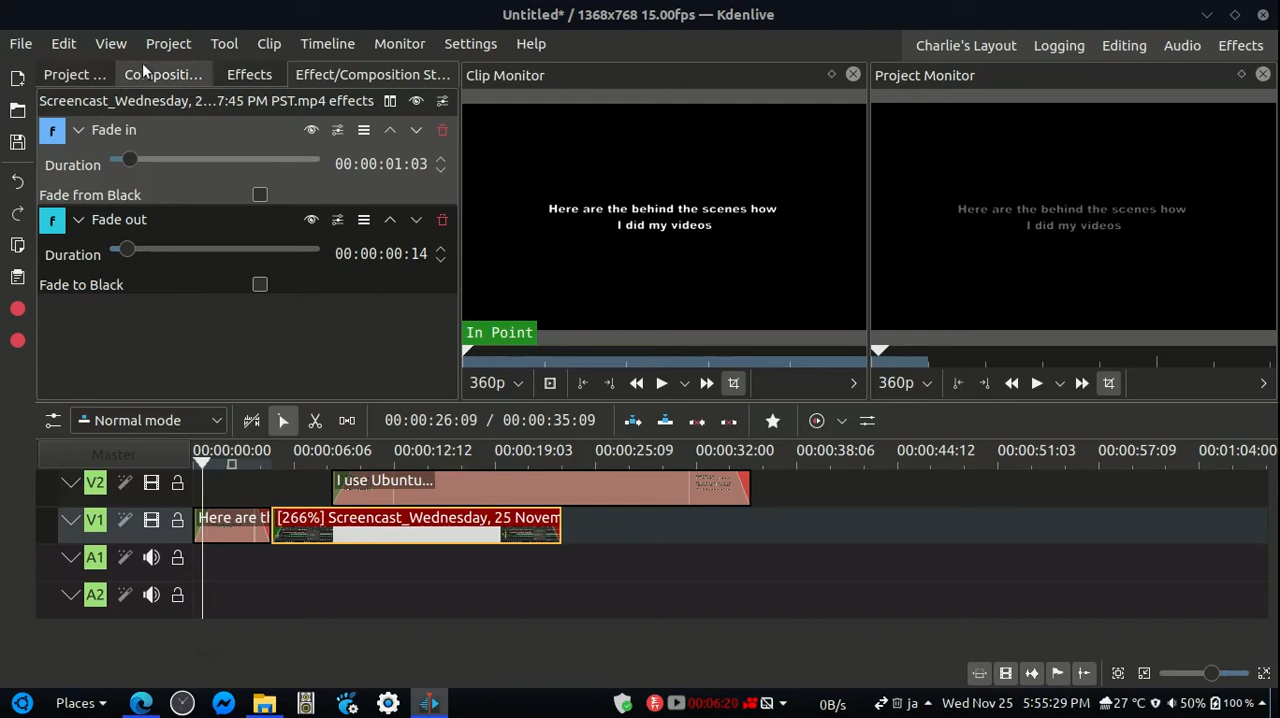 Untitled* / 1368x768 15.00fps — Kdenlive
File Edit View Project Tool Clip Timeline Monitor Settings Help
Charlie's Layout Logging Editing Audio Effects
Project ... Compositi... Effects Effect/Composition St...
Clip Monitor
Project Monitor
Screencast_Wednesday, 2...7:45 PM PST.mp4 effects
f Fade in
Duration 00:00:01:03
Fade from Black
f Fade out
Duration 00:00:00:14
Fade to Black
Here are the behind the scenes how
I did my videos
In Point
Here are the behind the scenes how
I did my videos
360p
360p
Normal mode 00:00:26:09 / 00:00:35:09
Master
00:00:00:00 00:00:06:06 00:00:12:12 00:00:19:03 00:00:25:09 00:00:32:00 00:00:38:06 00:00:44:12 00:00:51:03 00:00:57:09 00:01:04:00
V2 I use Ubuntu...
V1 Here are th [266%] Screencast_Wednesday, 25 Novem
A1
A2
Places 00:06:20 0B/s ja Wed Nov 25 5:55:29 PM 27 °C 50% 100%